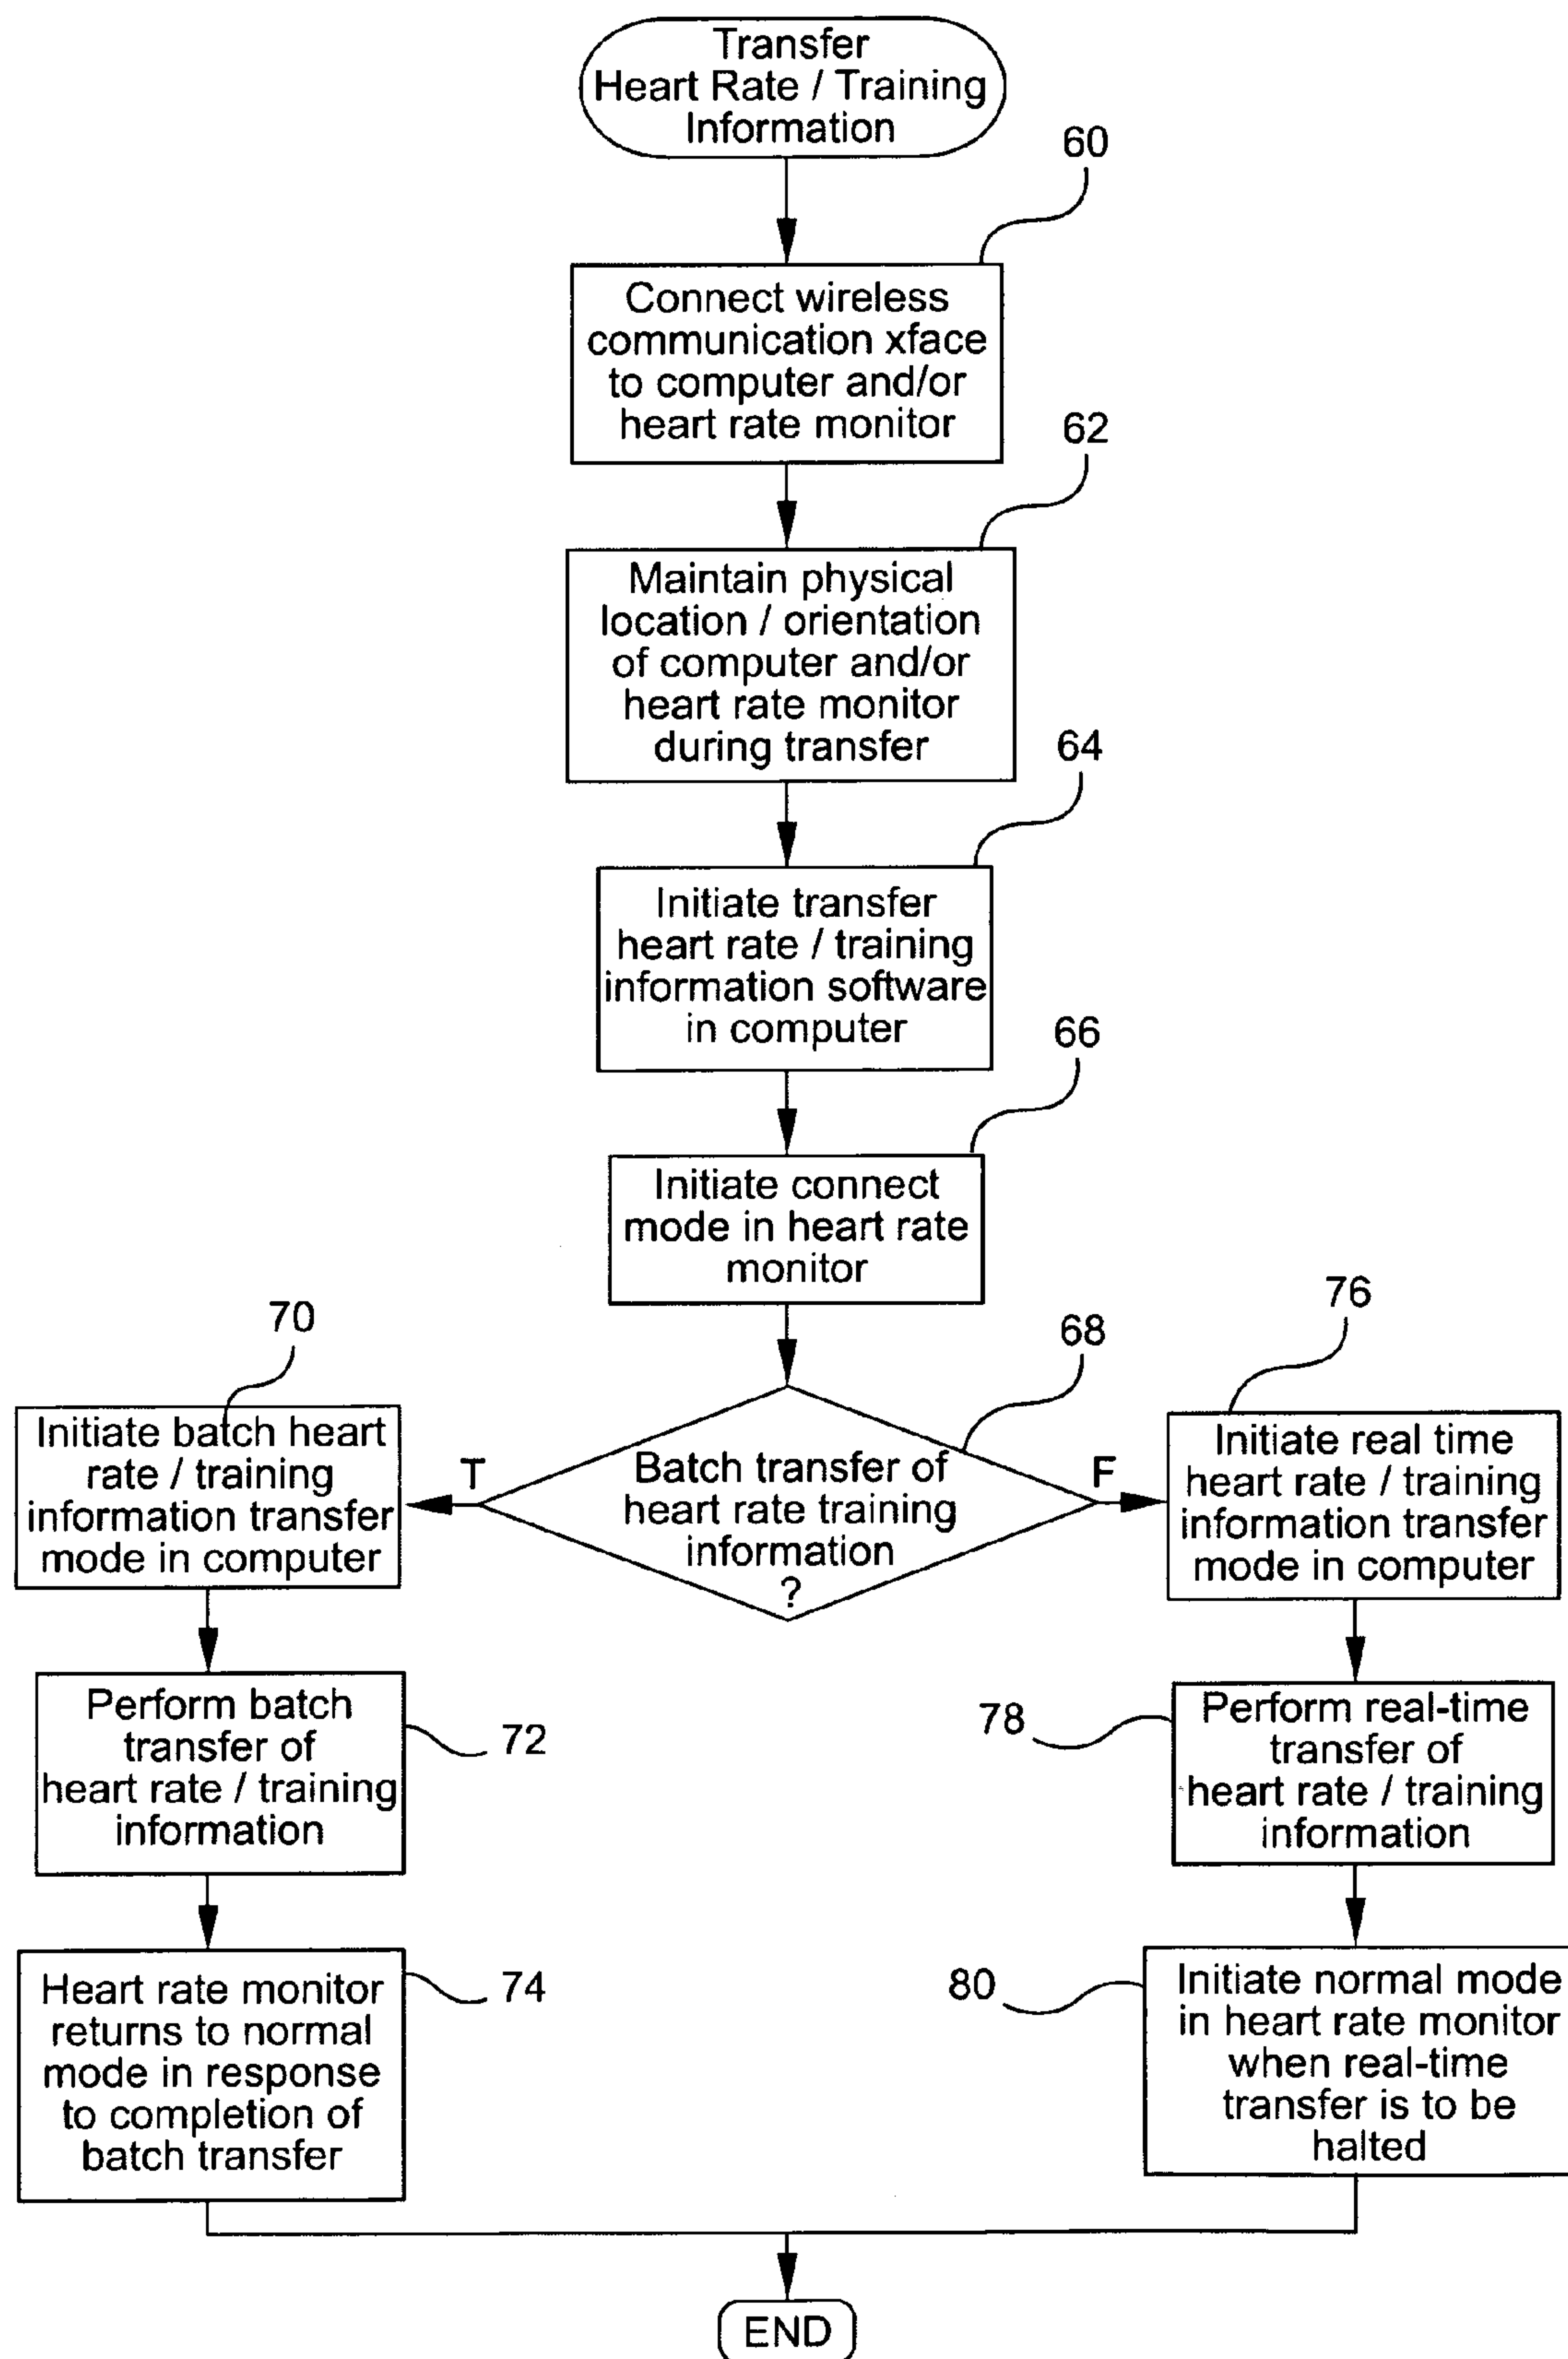 Transfer
Heart Rate / Training
Information
60
Connect wireless
communication xface
to computer and/or
heart rate monitor
62
Maintain physical
location / orientation
of computer and/or
heart rate monitor
during transfer
64
Initiate transfer
heart rate / training
information software
in computer
66
Initiate connect
mode in heart rate
monitor
68
Batch transfer of
heart rate training
information
?
T
F
70
Initiate batch heart
rate / training
information transfer
mode in computer
72
Perform batch
transfer of
heart rate / training
information
74
Heart rate monitor
returns to normal
mode in response
to completion of
batch transfer
76
Initiate real time
heart rate / training
information transfer
mode in computer
78
Perform real-time
transfer of
heart rate / training
information
80
Initiate normal mode
in heart rate monitor
when real-time
transfer is to be
halted
END